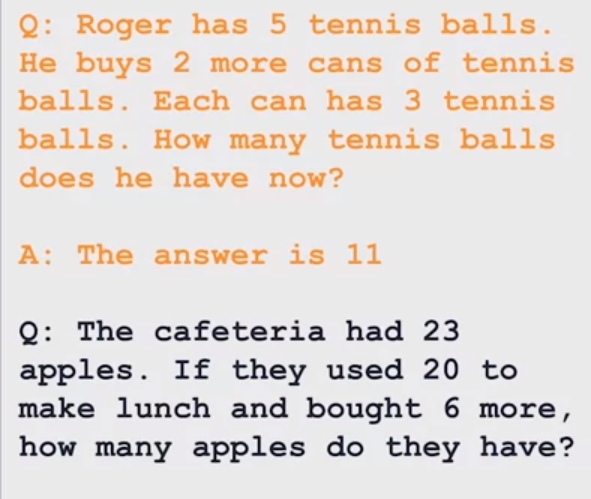 Q: Roger has 5 tennis balls.
He buys 2 more cans of tennis
balls. Each can has 3 tennis
balls. How many tennis balls
does he have now?
A: The answer is 11
Q: The cafeteria had 23
apples. If they used 20 to
make lunch and bought 6 more,
how many apples do they have?